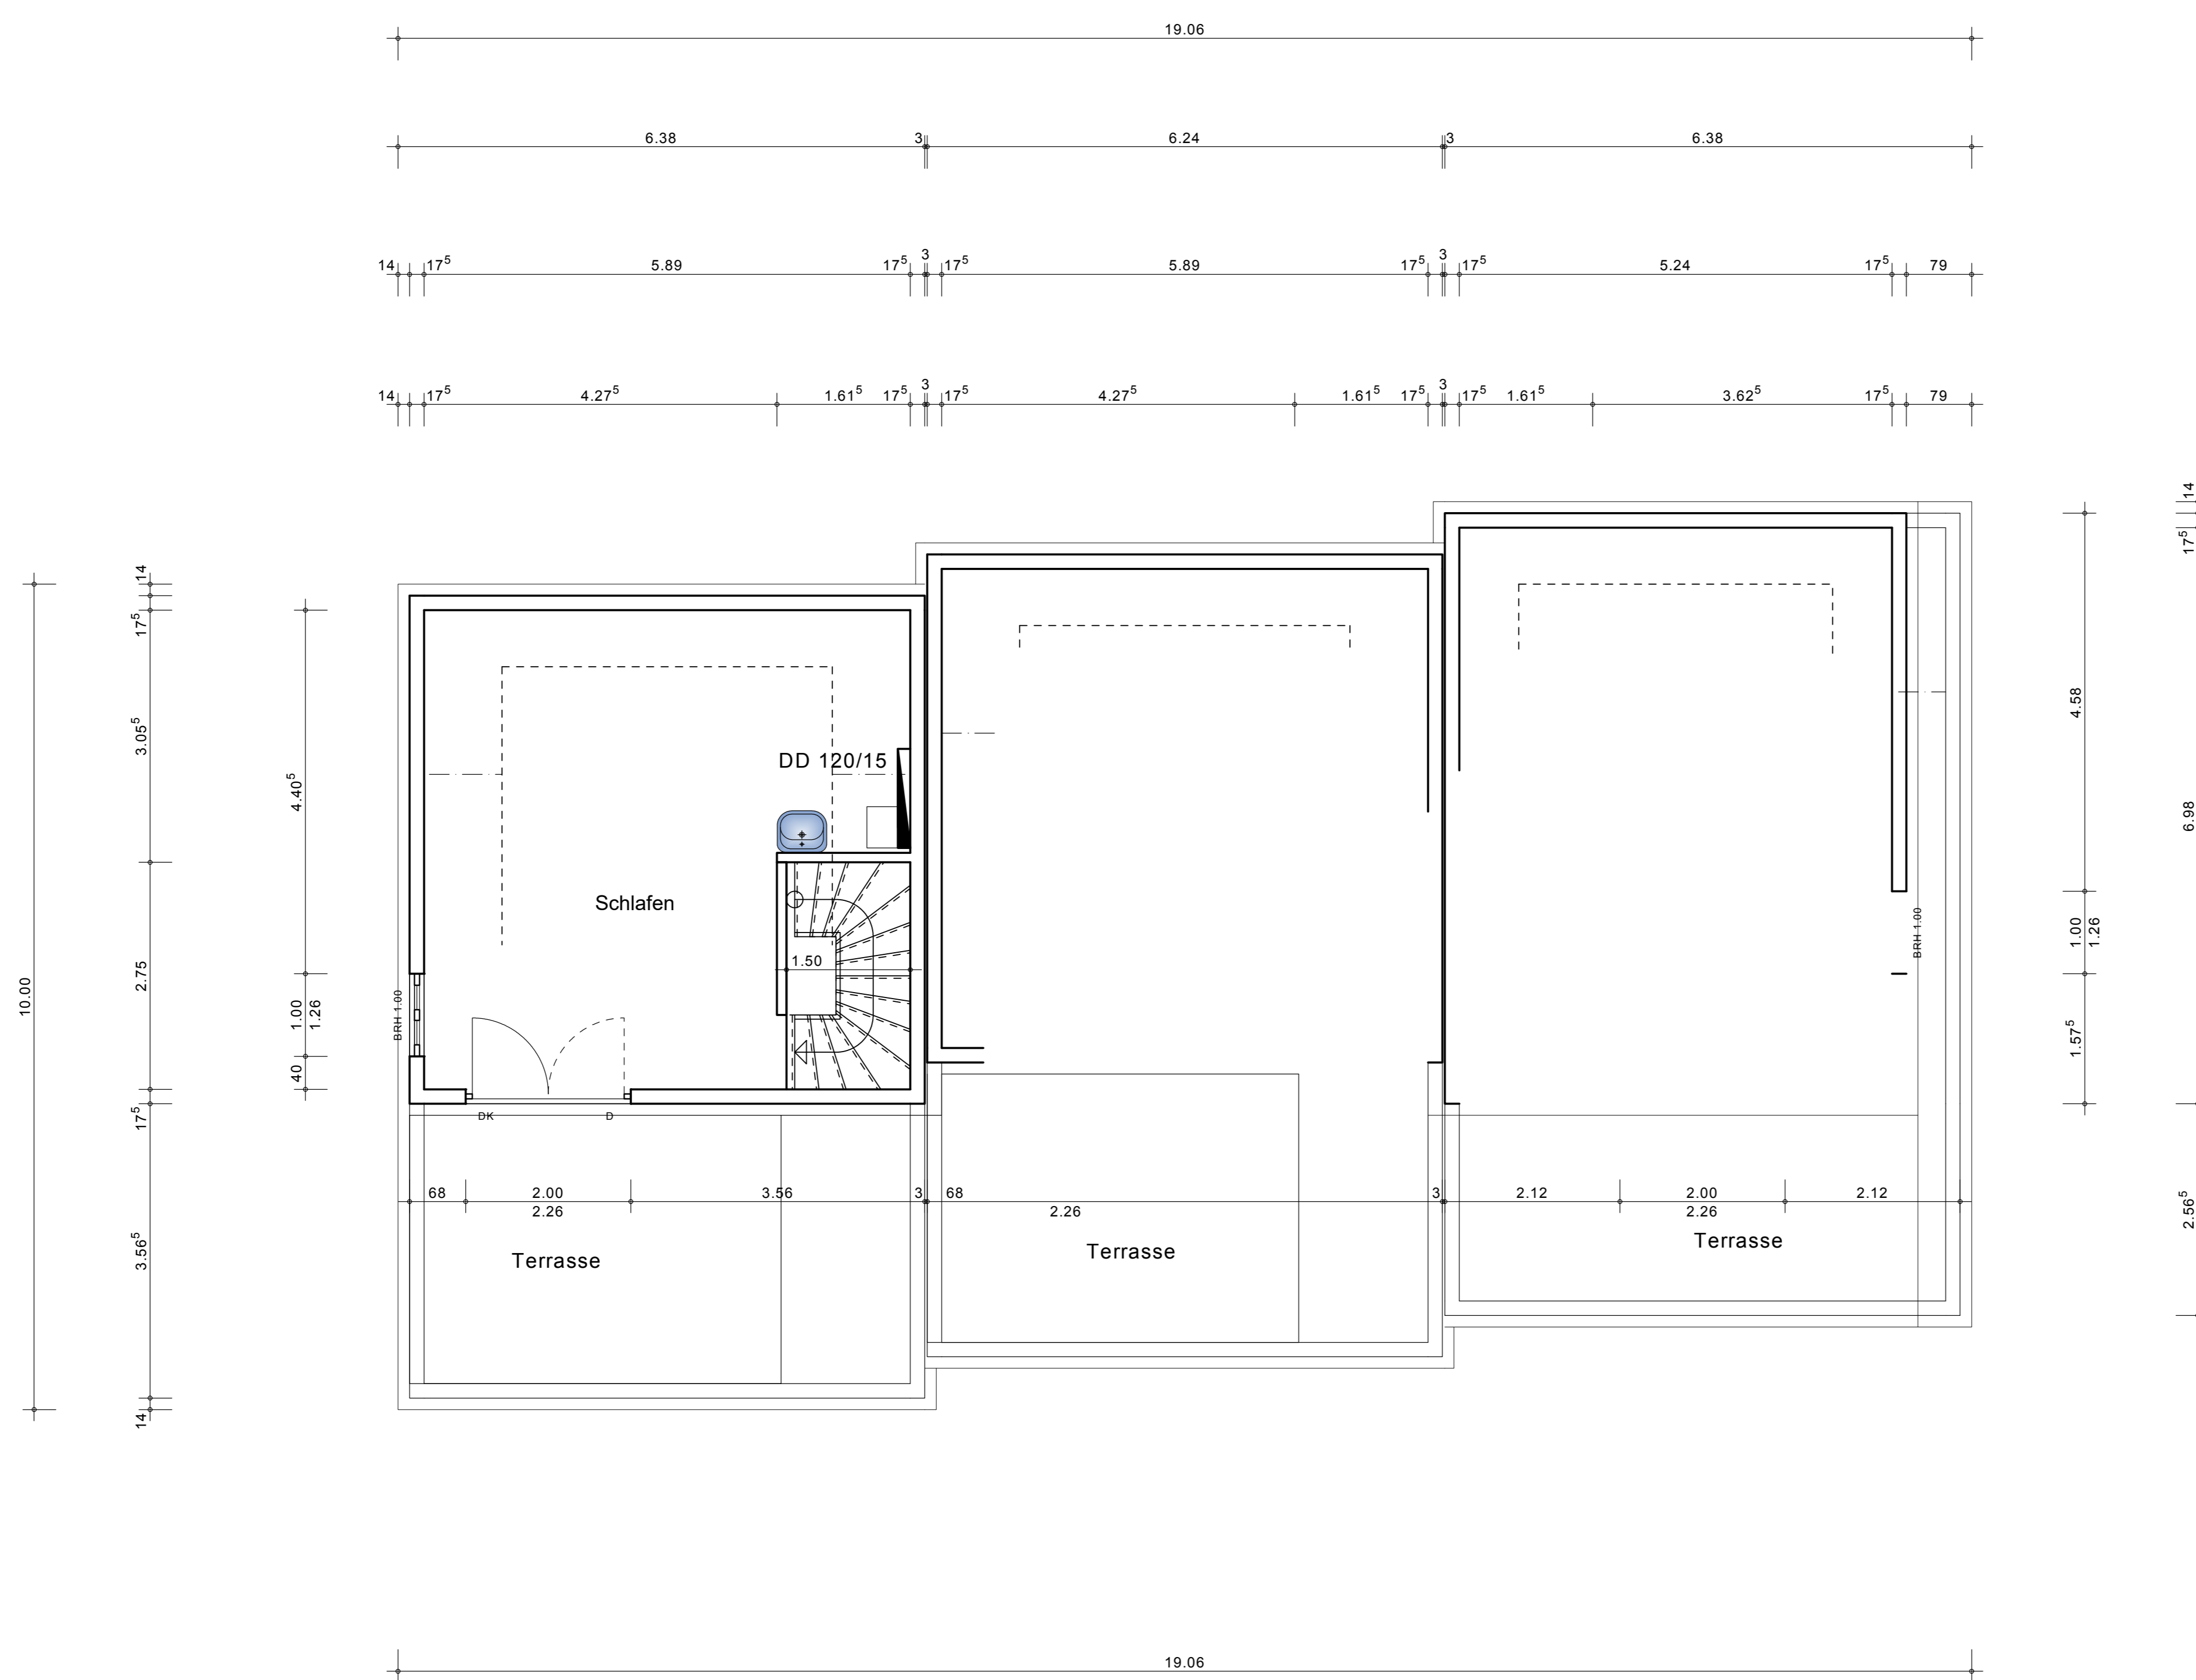 19.06
6.38 3 6.24 3 6.38
14 17⁵ 5.89 17⁵ 3 17⁵ 5.89 17⁵ 3 17⁵ 5.24 17⁵ 79
14 17⁵ 4.27⁵ 1.61⁵ 17⁵ 3 17⁵ 4.27⁵ 1.61⁵ 17⁵ 3 17⁵ 1.61⁵ 3.62⁵ 17⁵ 79
10.00
14
17⁵
3.05⁵
2.75
17⁵
3.56⁵
14
4.40⁵
1.00
1.26
40
BRH 1.00
DD 120/15
Schlafen
1.50
DK
D
68 2.00 3.56 3 68 3 2.12 2.00 2.12
2.26 2.26 2.26
Terrasse
Terrasse
Terrasse
BRH 1.00
4.58
1.00
1.26
1.57⁵
14
17⁵
6.98
2.56⁵
19.06